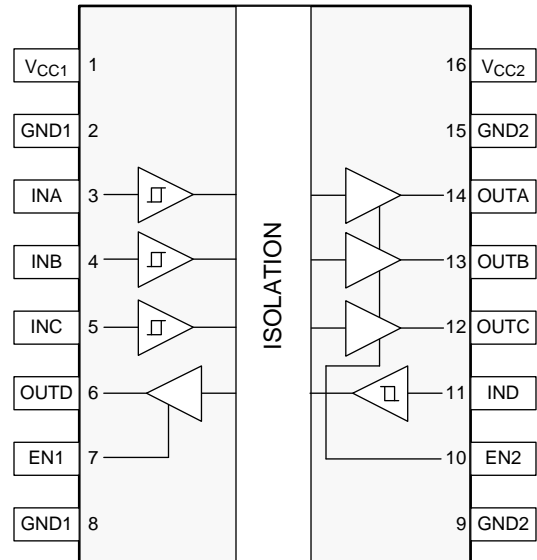 VCC1 1 16 VCC2
GND1 2 15 GND2
INA 3 14 OUTA
INB 4 13 OUTB
INC 5 12 OUTC
OUTD 6 11 IND
EN1 7 10 EN2
GND1 8 9 GND2
ISOLATION